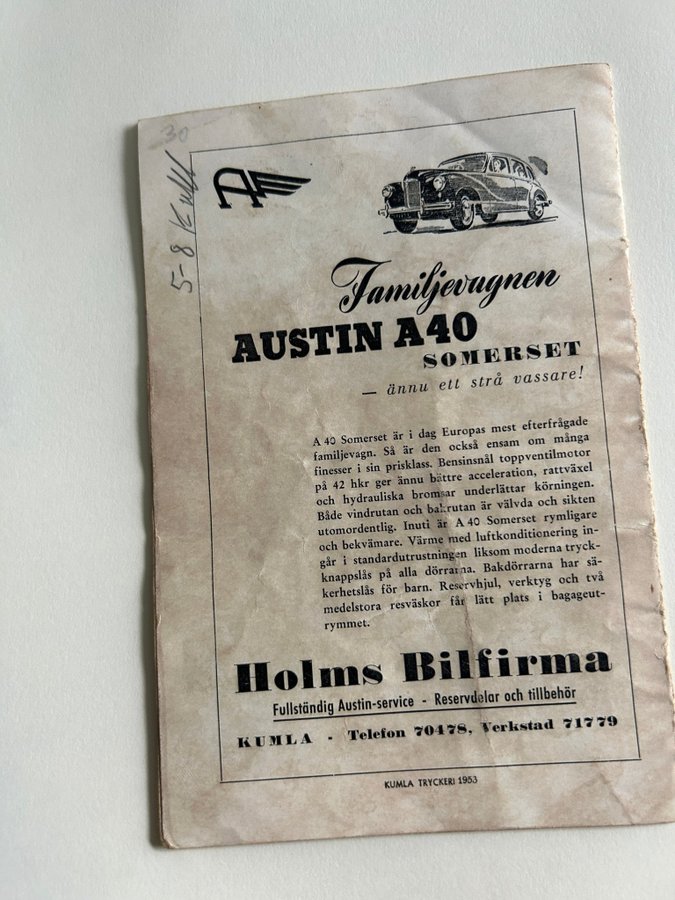 30
5-8 Kull
A
Familjevagnen
AUSTIN A40
SOMERSET
— ännu ett strå vassare!
A 40 Somerset är i dag Europas mest efterfrågade
familjevagn. Så är den också ensam om många
finesser i sin prisklass. Bensinsnål toppventilmotor
på 42 hkr ger ännu bättre acceleration, rattväxel
och hydrauliska bromsar underlättar körningen.
Både vindrutan och bakrutan är välvda och sikten
utomordentlig. Inuti är A 40 Somerset rymligare
och bekvämare. Värme med luftkonditionering in-
går i standardutrustningen liksom moderna tryck-
knappslås på alla dörrarna. Bakdörrarna har sä-
kerhetslås för barn. Reservhjul, verktyg och två
medelstora resväskor får lätt plats i bagageut-
rymmet.
Holms Bilfirma
Fullständig Austin-service - Reservdelar och tillbehör
KUMLA - Telefon 70478, Verkstad 71779
KUMLA TRYCKERI 1953